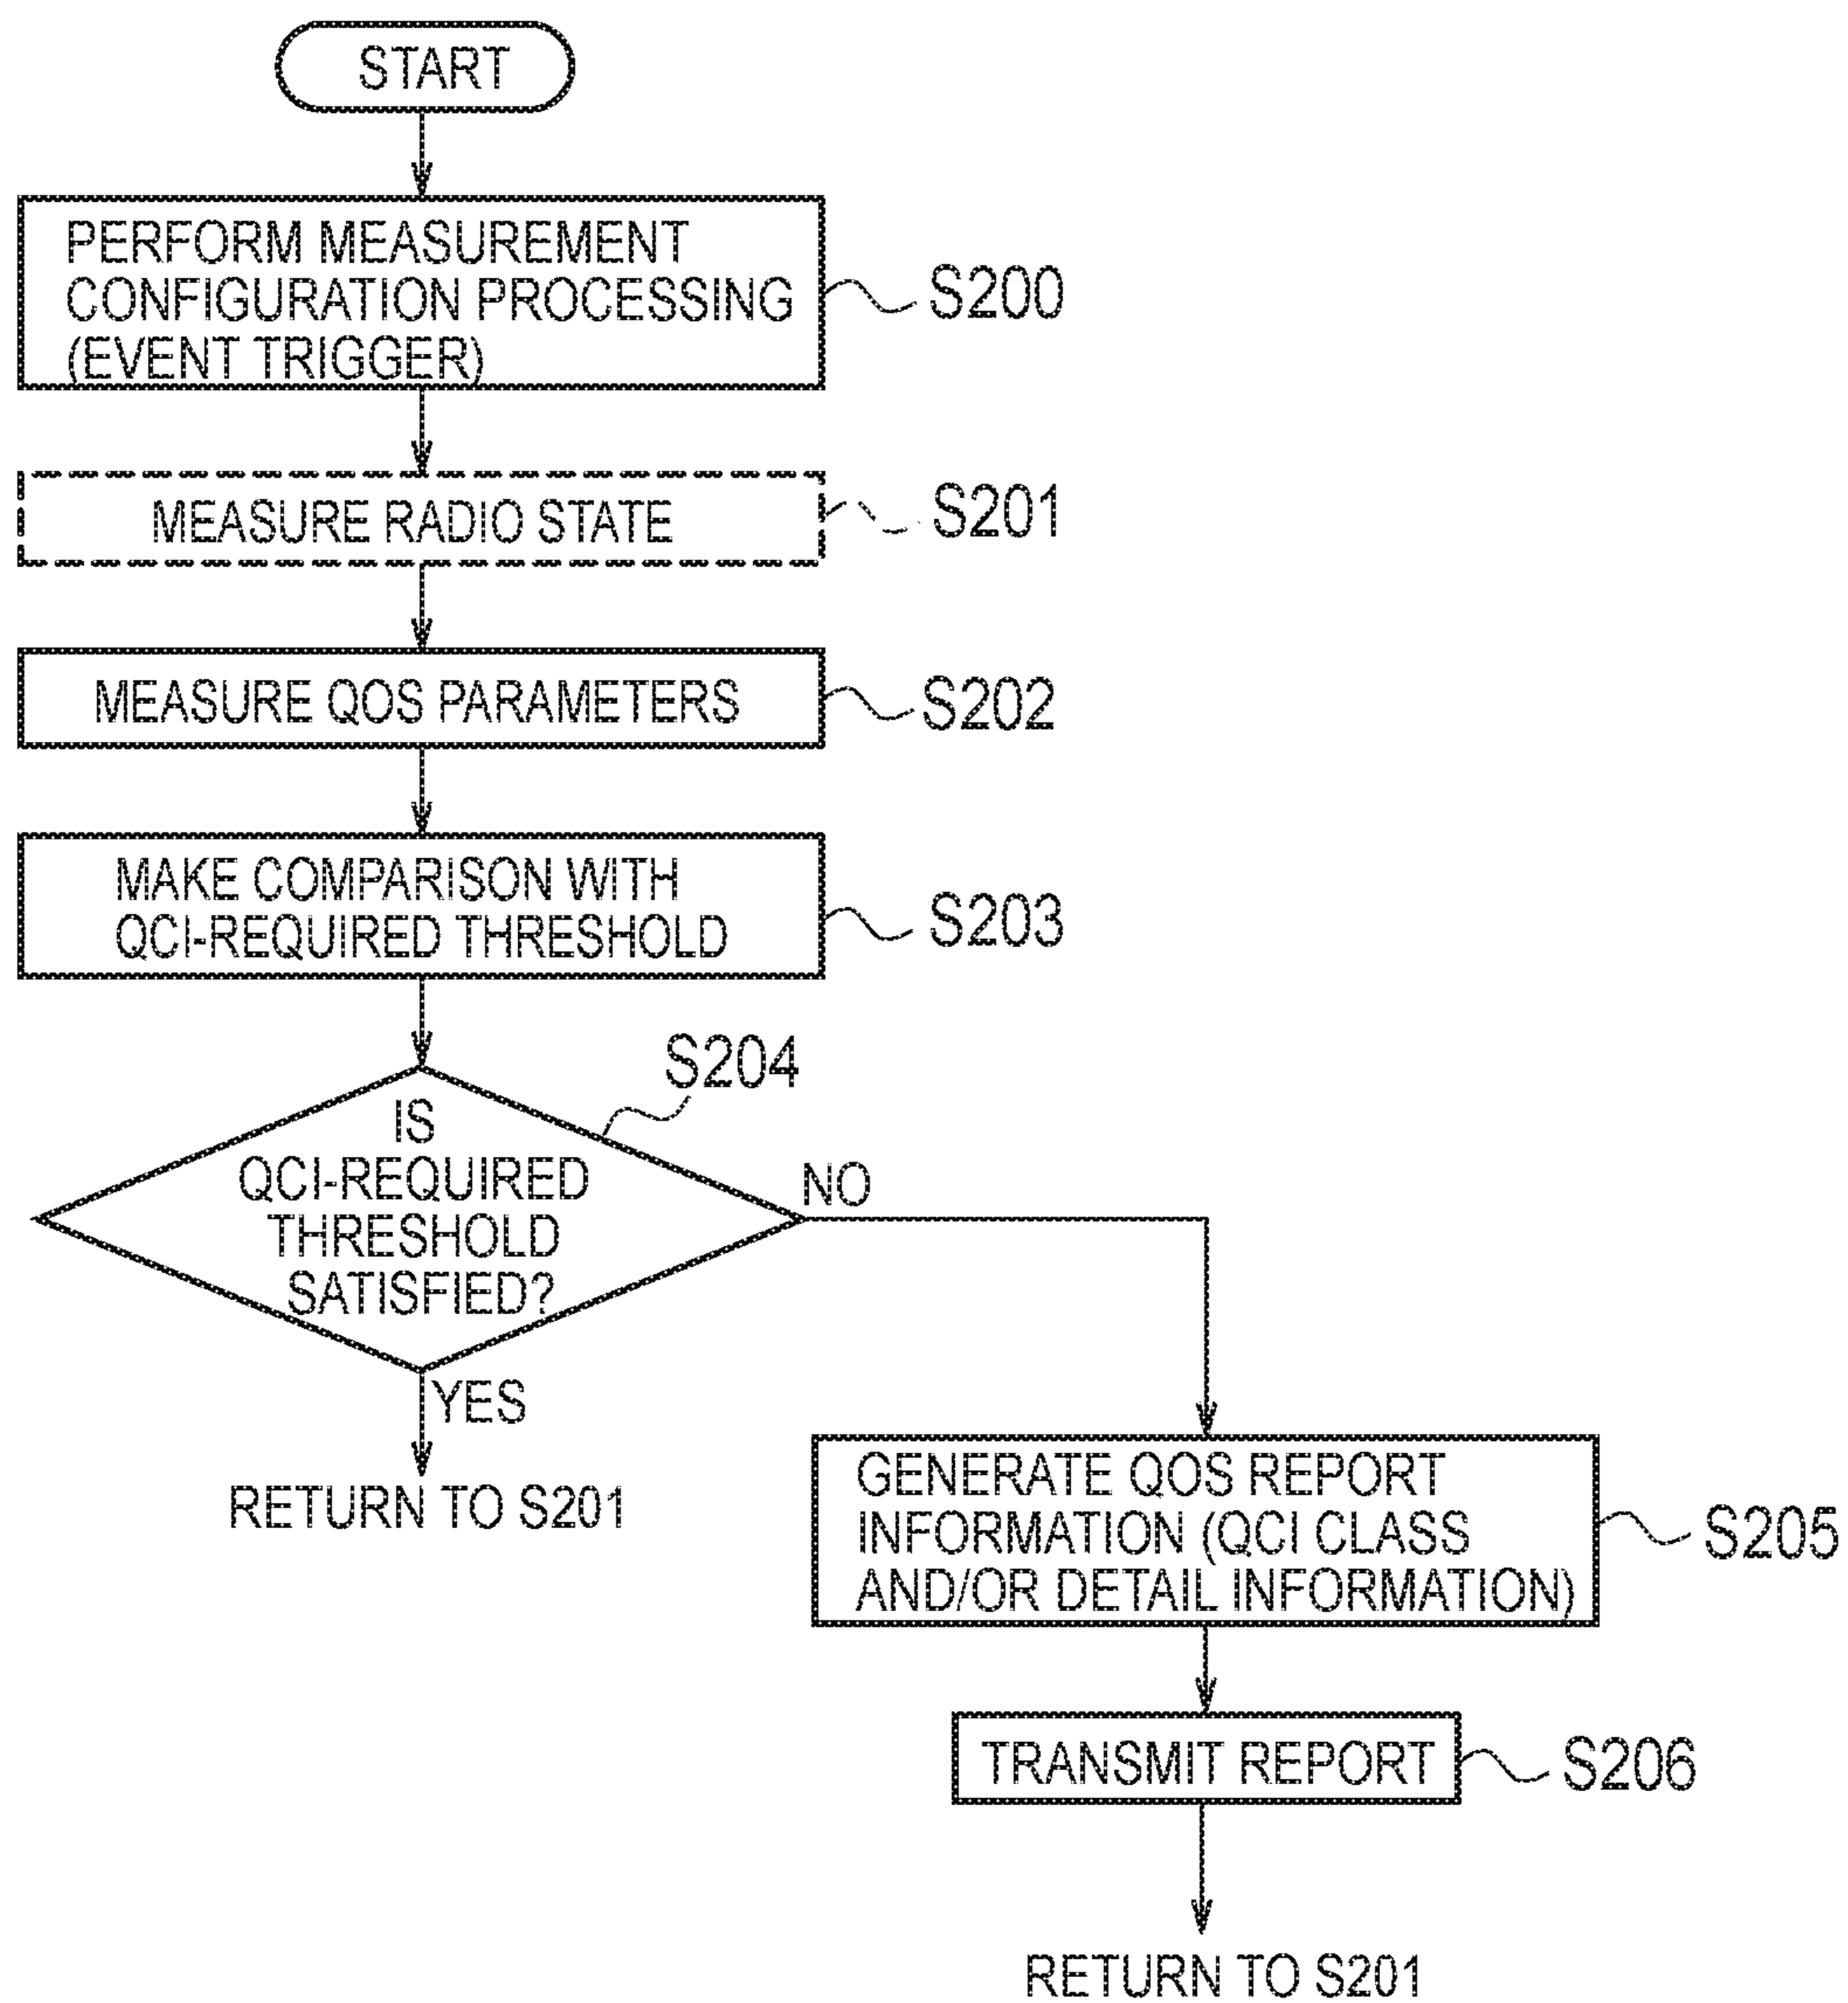 START
PERFORM MEASUREMENT
CONFIGURATION PROCESSING
(EVENT TRIGGER)
S200
MEASURE RADIO STATE
S201
MEASURE QOS PARAMETERS
S202
MAKE COMPARISON WITH
QCI-REQUIRED THRESHOLD
S203
S204
IS
QCI-REQUIRED
THRESHOLD
SATISFIED?
NO
YES
RETURN TO S201
GENERATE QOS REPORT
INFORMATION (QCI CLASS
AND/OR DETAIL INFORMATION)
S205
TRANSMIT REPORT
S206
RETURN TO S201